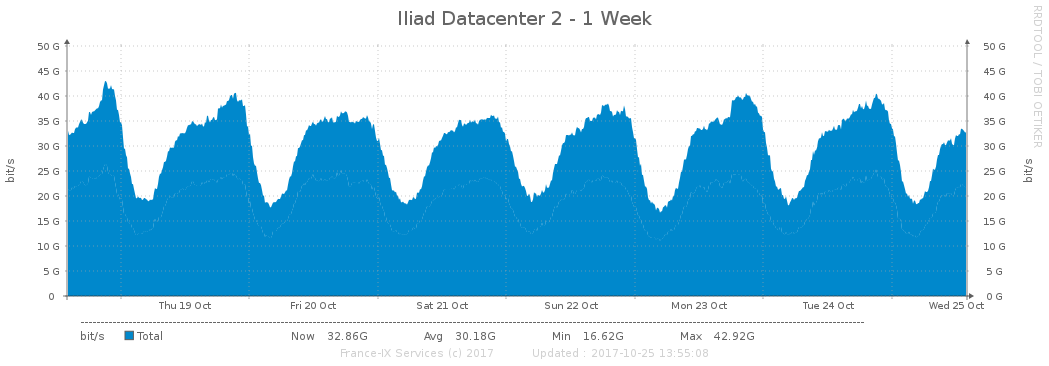 Iliad Datacenter 2 - 1 Week
RRDTOOL / TOBI OETIKER
bit/s
bit/s
50 G 50 G
45 G 45 G
40 G 40 G
35 G 35 G
30 G 30 G
25 G 25 G
20 G 20 G
15 G 15 G
10 G 10 G
5 G 5 G
0 0 G
Thu 19 Oct Fri 20 Oct Sat 21 Oct Sun 22 Oct Mon 23 Oct Tue 24 Oct Wed 25 Oct
bit/s Total Now 32.86G Avg 30.18G Min 16.62G Max 42.92G
France-IX Services (c) 2017 Updated : 2017-10-25 13:55:08